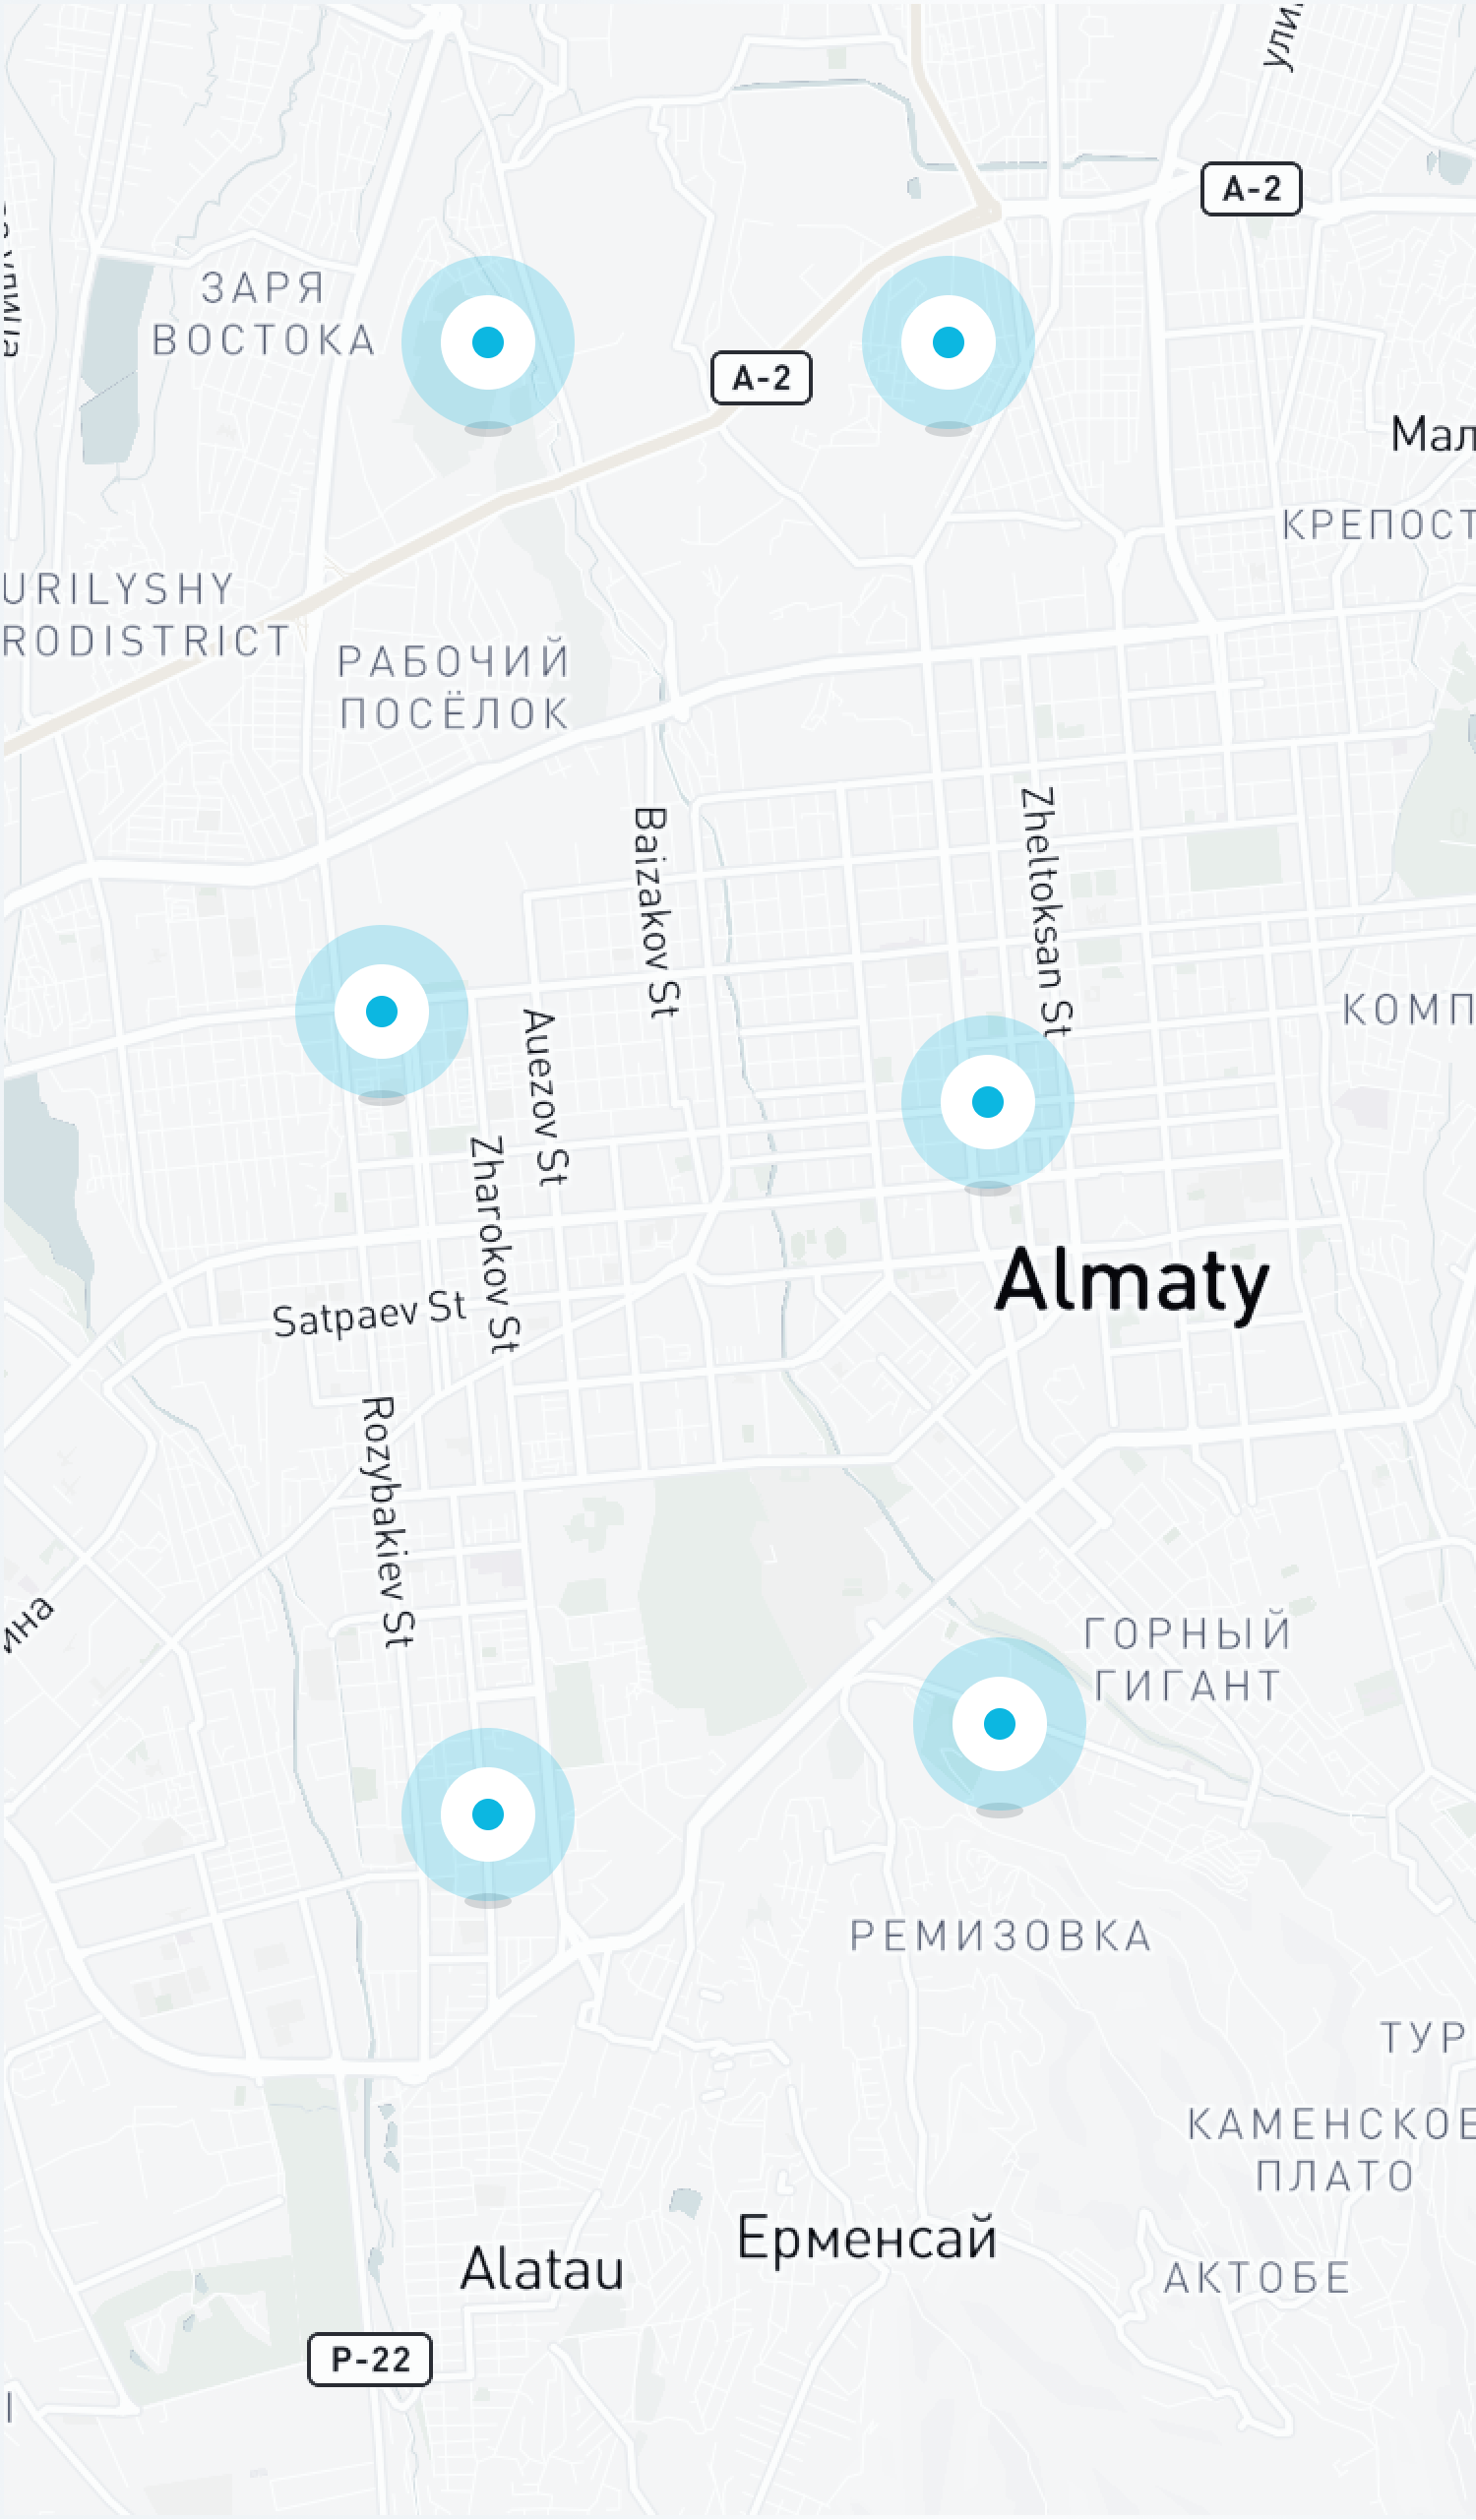 A-2
ЗАРЯ
ВОСТОКА
A-2
Мал
КРЕПОСТ
URILYSHY
RODISTRICT
РАБОЧИЙ
ПОСЁЛОК
Baizakov St
Zheltoksan St
КОМП
Auezov St
Zharokov St
Almaty
Satpaev St
Rozybakiev St
ина
ГОРНЫЙ
ГИГАНТ
РЕМИЗОВКА
ТУР
КАМЕНСКОЕ
ПЛАТО
Ерменсай
Alatau
АКТОБЕ
P-22